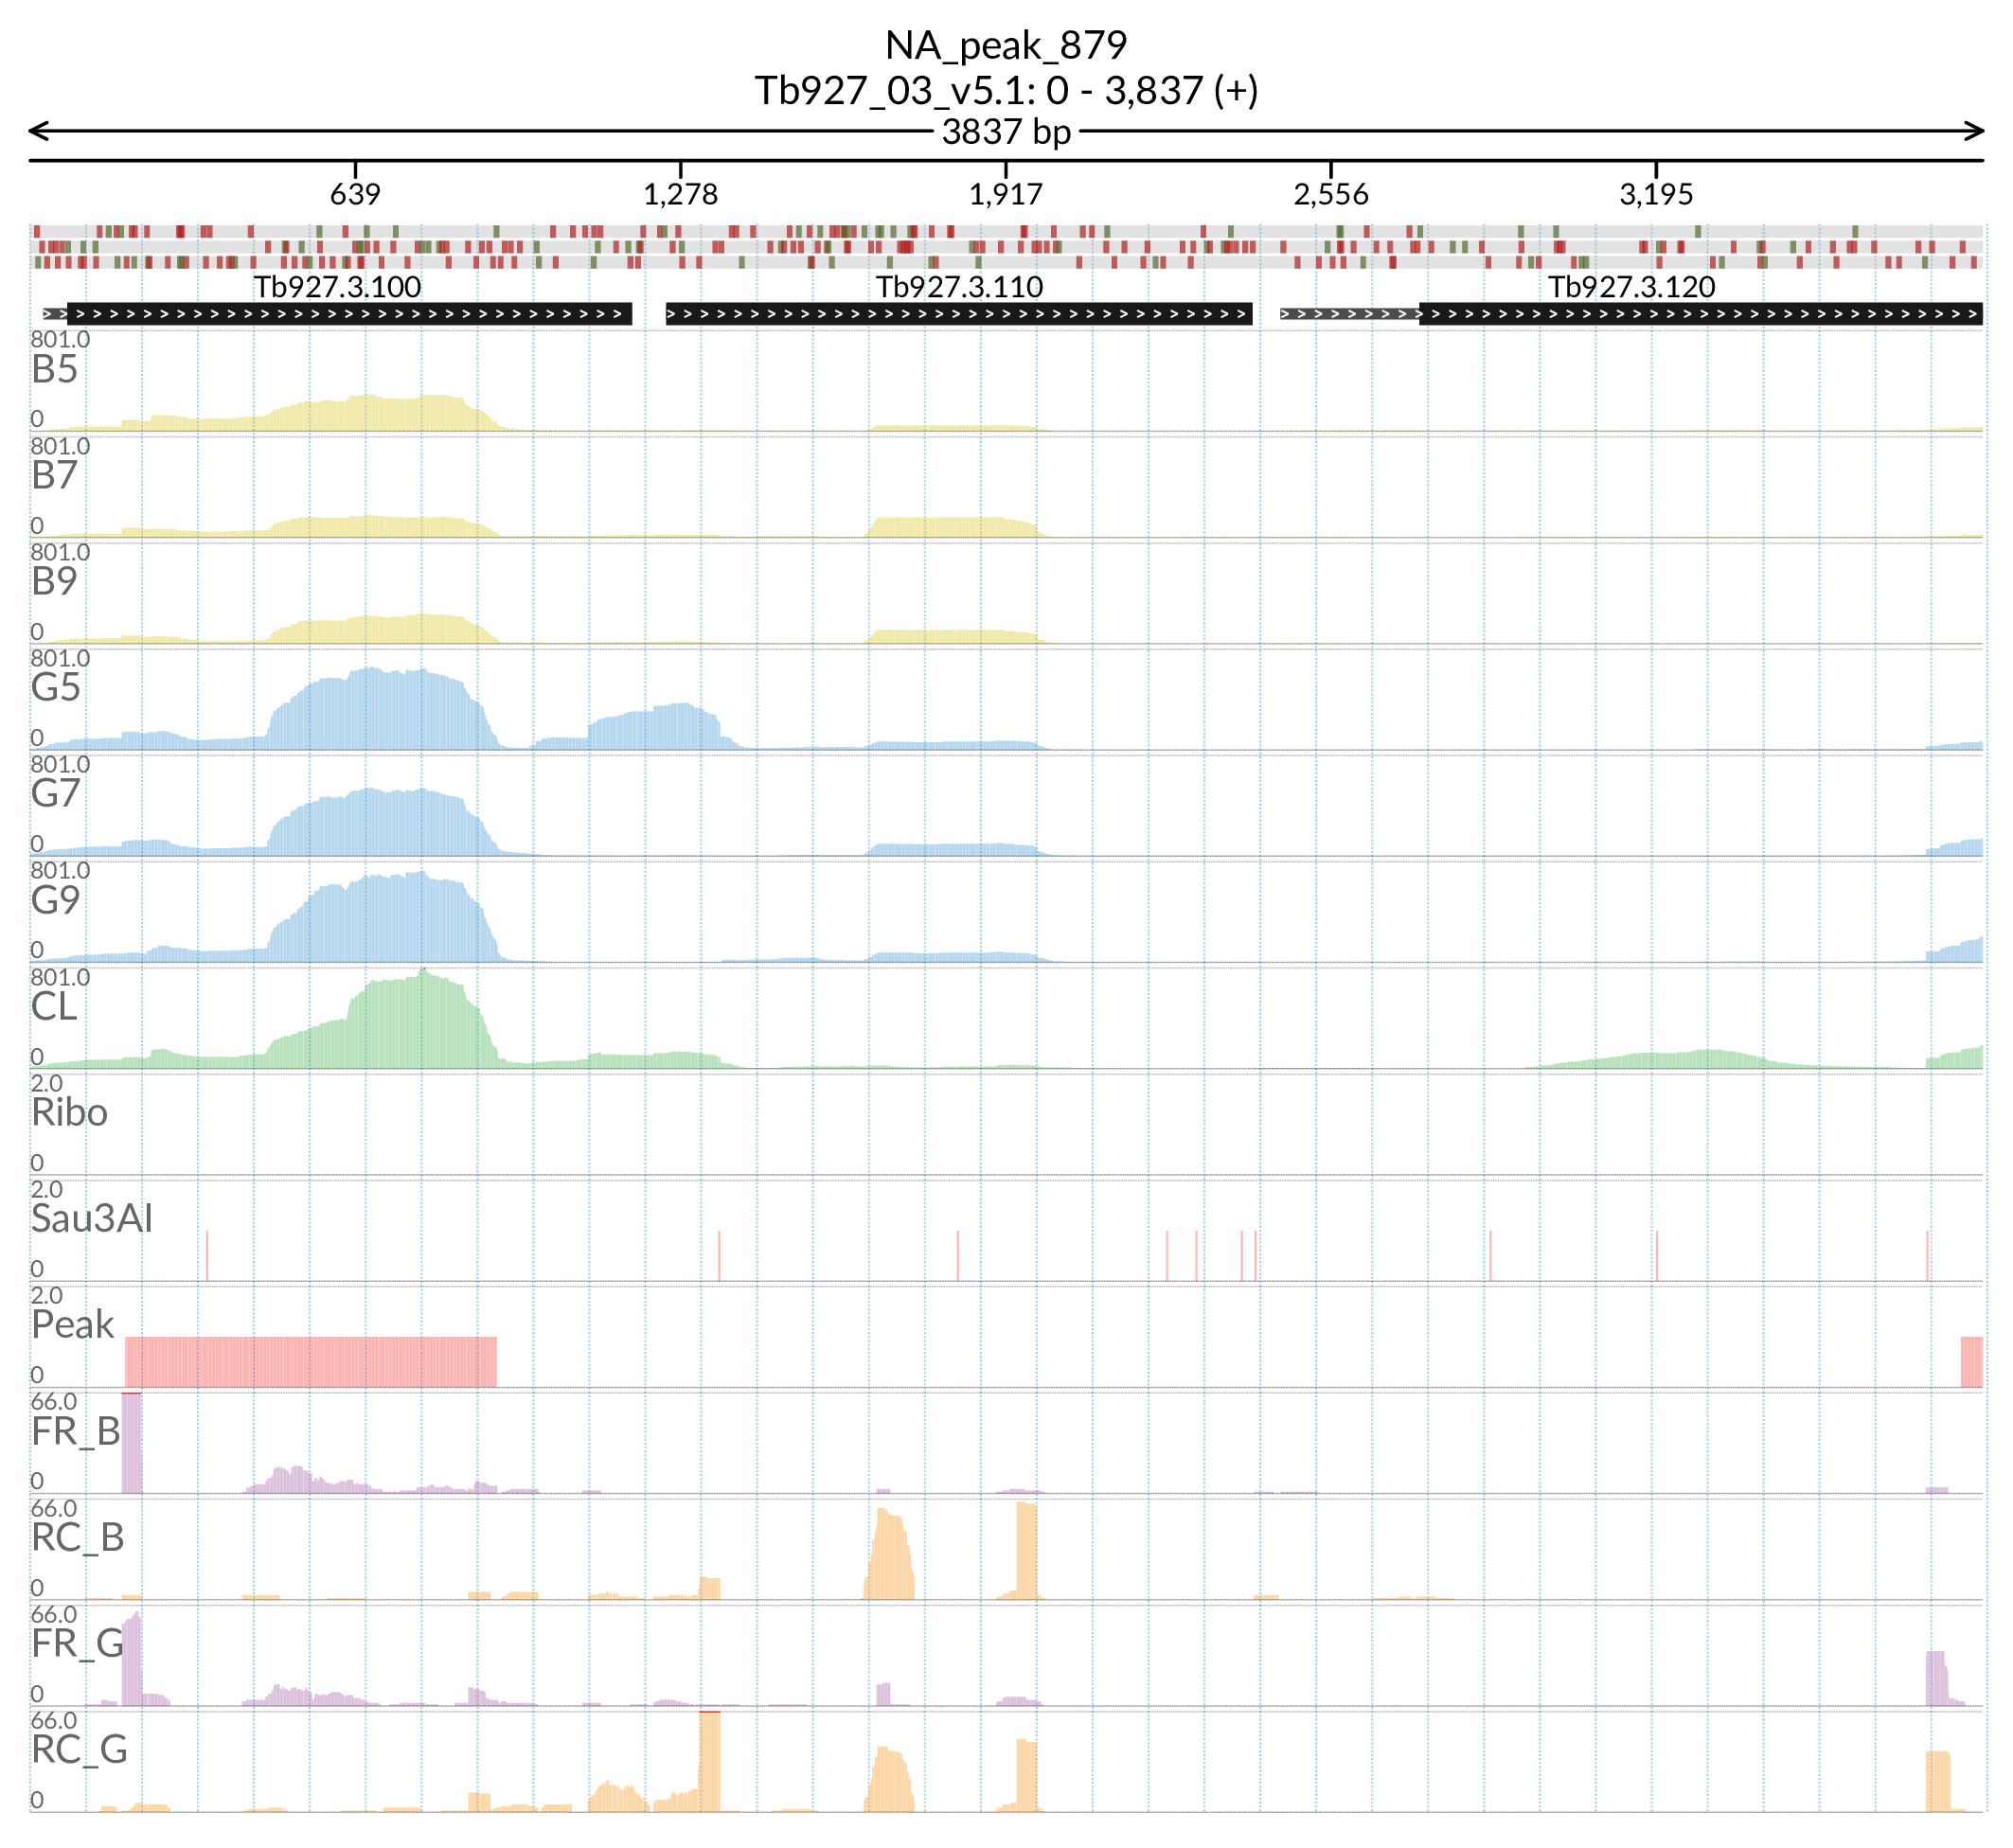 NA_peak_879
Tb927_03_v5.1: 0 - 3,837 (+)
3837 bp
639 1,278 1,917 2,556 3,195
Tb927.3.100 Tb927.3.110 Tb927.3.120
801.0
B5
0
801.0
B7
0
801.0
B9
0
801.0
G5
0
801.0
G7
0
801.0
G9
0
801.0
CL
0
2.0
Ribo
0
2.0
Sau3AI
0
2.0
Peak
0
66.0
FR_B
0
66.0
RC_B
0
66.0
FR_G
0
66.0
RC_G
0